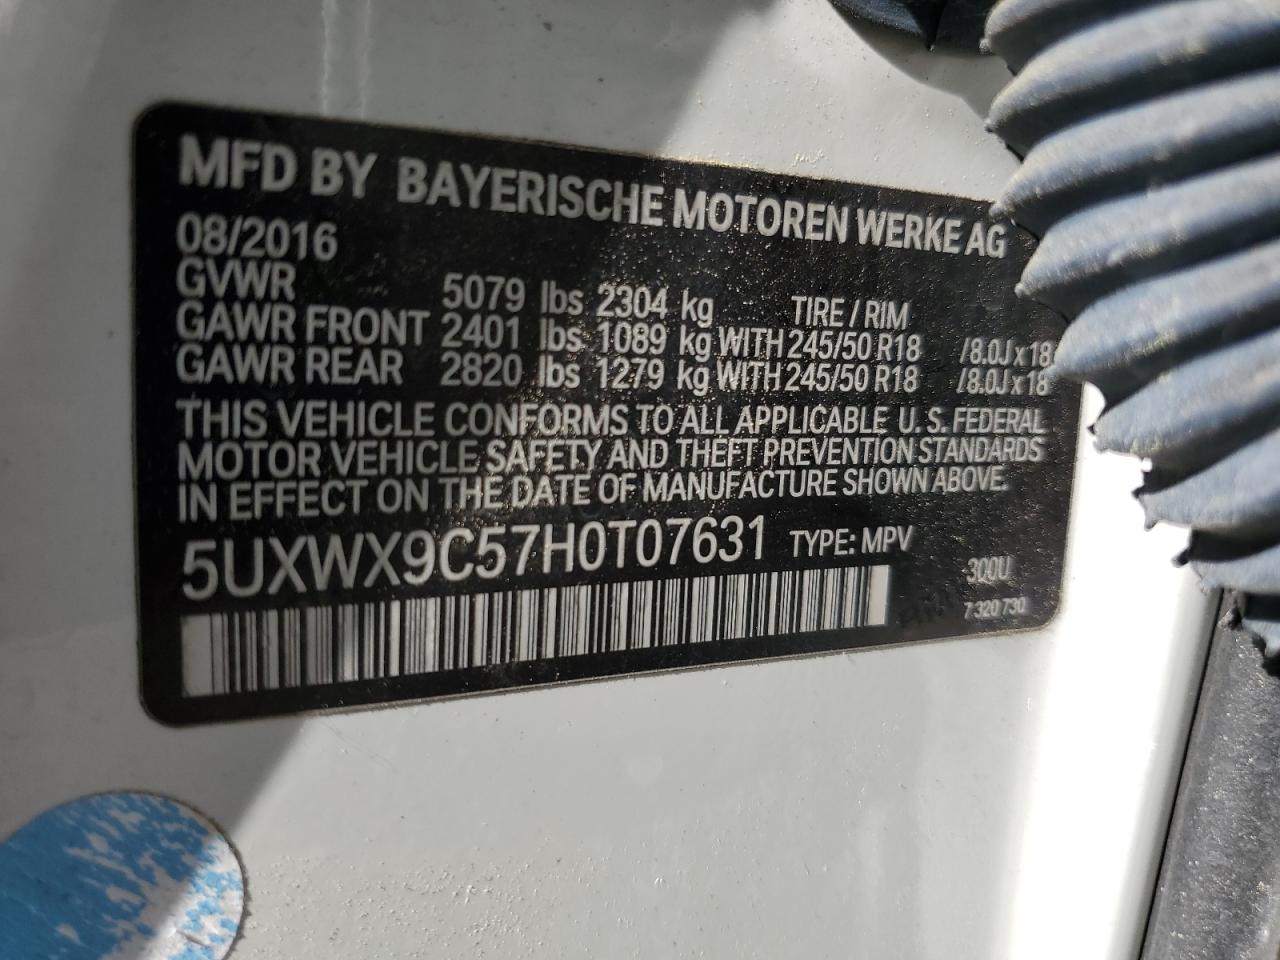 MFD BY BAYERISCHE MOTOREN WERKE AG
08/2016
GVWR 5079 lbs 2304 kg TIRE / RIM
GAWR FRONT 2401 lbs 1089 kg WITH 245/50 R18 /8.0J x 18
GAWR REAR 2820 lbs 1279 kg WITH 245/50 R18 /8.0J x 18
THIS VEHICLE CONFORMS TO ALL APPLICABLE U.S. FEDERAL
MOTOR VEHICLE SAFETY AND THEFT PREVENTION STANDARDS
IN EFFECT ON THE DATE OF MANUFACTURE SHOWN ABOVE.
5UXWX9C57H0T07631 TYPE: MPV
-300U
7 320 730